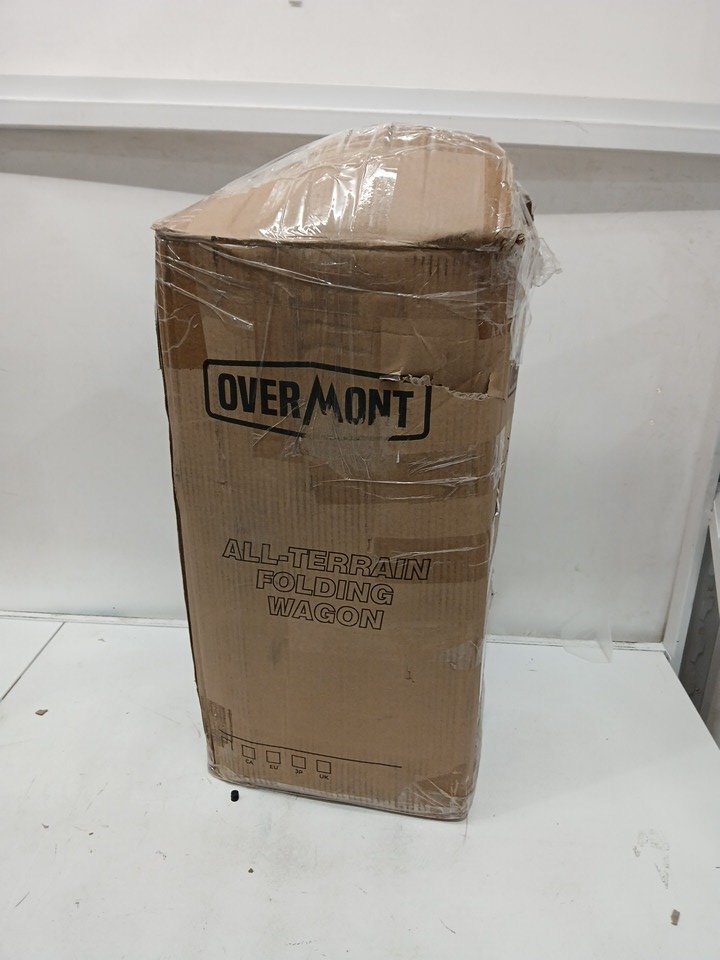 OVERMONT
ALL-TERRAIN
FOLDING
WAGON
CA EU JP UK